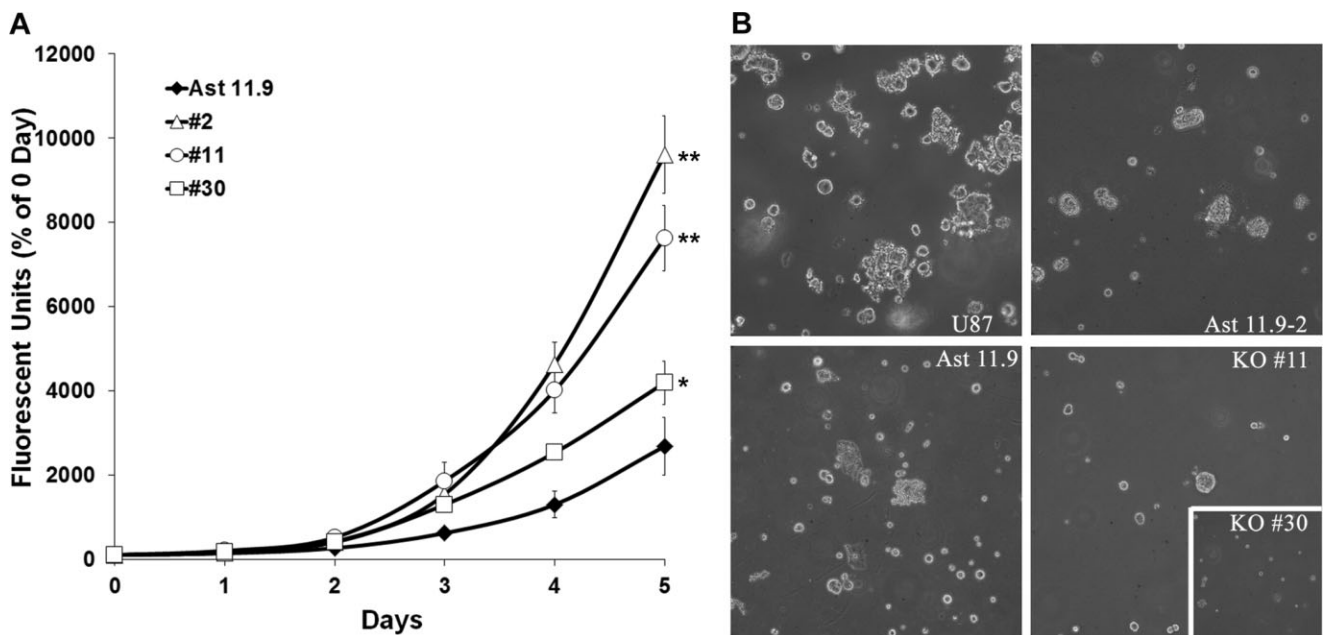 A
12000
10000
8000
6000
4000
2000
0
Fluorescent Units (% of 0 Day)
Ast 11.9
#2
#11
#30
**
**
*
0 1 2 3 4 5
Days
B
U87
Ast 11.9-2
Ast 11.9
KO #11
KO #30